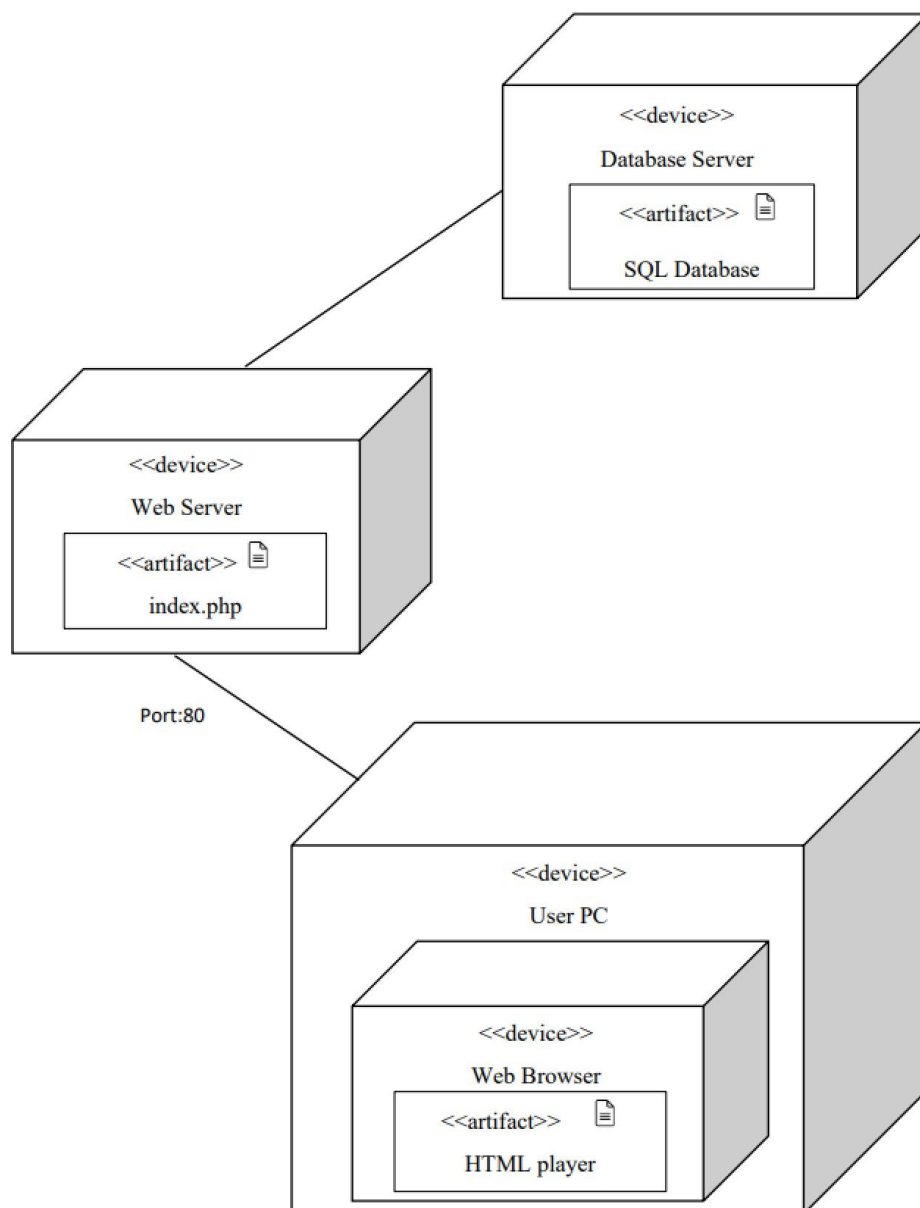 <<device>>
Database Server
<<artifact>>
SQL Database
<<device>>
Web Server
<<artifact>>
index.php
Port:80
<<device>>
User PC
<<device>>
Web Browser
<<artifact>>
HTML player